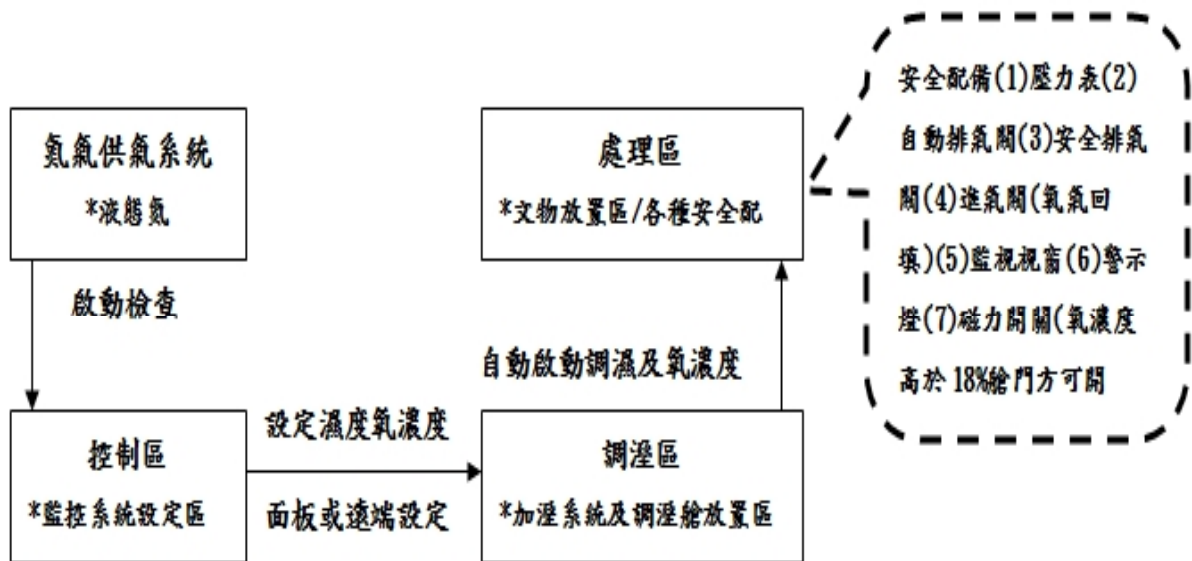 氮氣供氣系統
*液態氮
啟動檢查
控制區
*監控系統設定區
設定濕度氧濃度
面板或遠端設定
調溼區
*加溼系統及調溼艙放置區
自動啟動調濕及氧濃度
處理區
*文物放置區/各種安全配
安全配備(1)壓力表(2)
自動排氣閥(3)安全排氣
閥(4)進氣閥(氧氣回
填)(5)監視視窗(6)警示
燈(7)磁力開關(氧濃度
高於18%艙門方可開